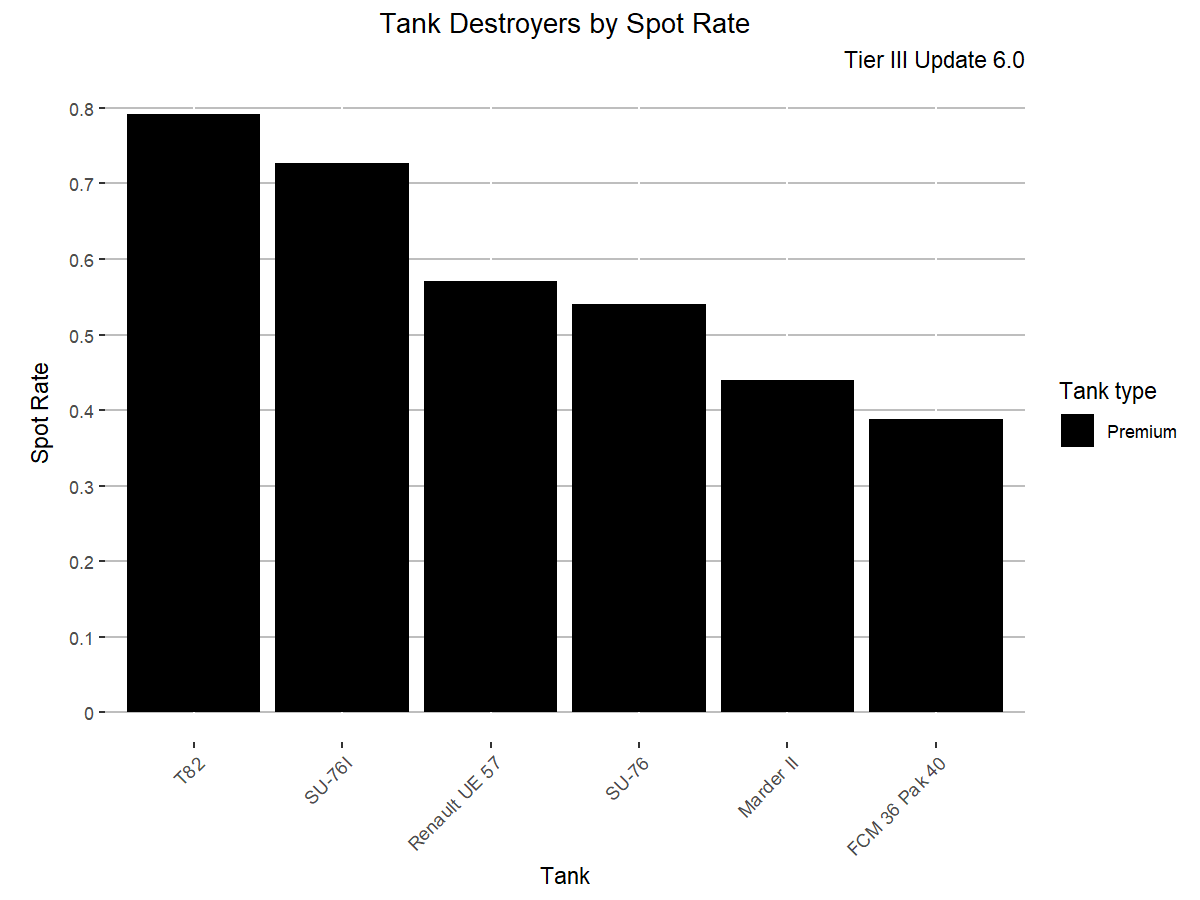 Tank Destroyers by Spot Rate
Tier III Update 6.0
Spot Rate
0.8
0.7
0.6
0.5
0.4
0.3
0.2
0.1
0
T82
SU-76I
Renault UE 57
SU-76
Marder II
FCM 36 Pak 40
Tank
Tank type
Premium